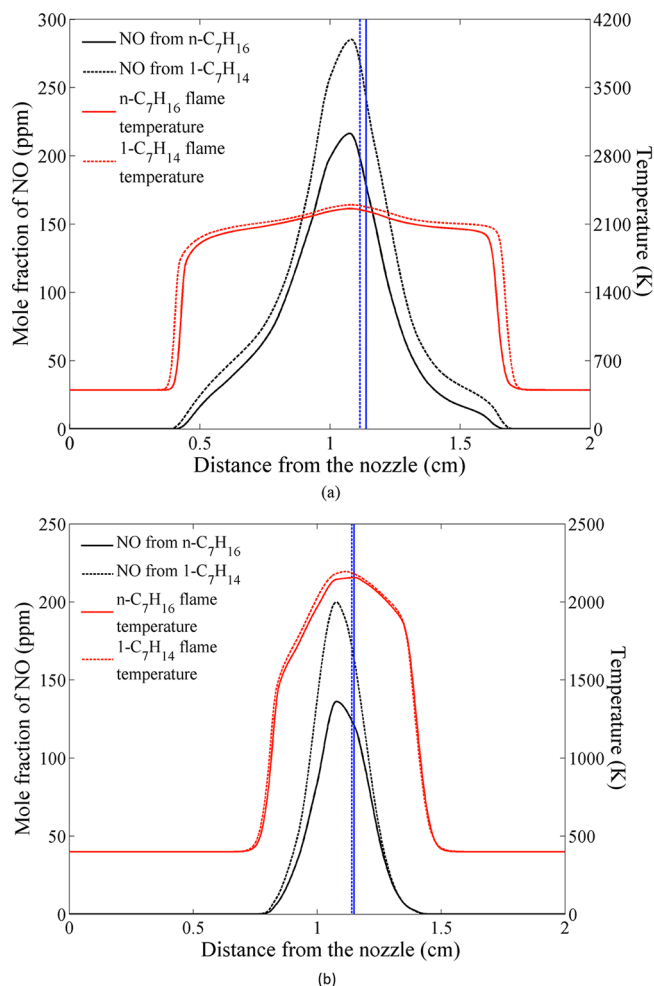 300
250
200
150
100
50
0
4200
3500
2800
2100
1400
700
0
Mole fraction of NO (ppm)
Temperature (K)
NO from n-C₇H₁₆
NO from 1-C₇H₁₄
n-C₇H₁₆ flame
temperature
1-C₇H₁₄ flame
temperature
0 0.5 1 1.5 2
Distance from the nozzle (cm)
(a)
250
200
150
100
50
0
2500
2000
1500
1000
500
0
Mole fraction of NO (ppm)
Temperature (K)
NO from n-C₇H₁₆
NO from 1-C₇H₁₄
n-C₇H₁₆ flame
temperature
1-C₇H₁₄ flame
temperature
0 0.5 1 1.5 2
Distance from the nozzle (cm)
(b)